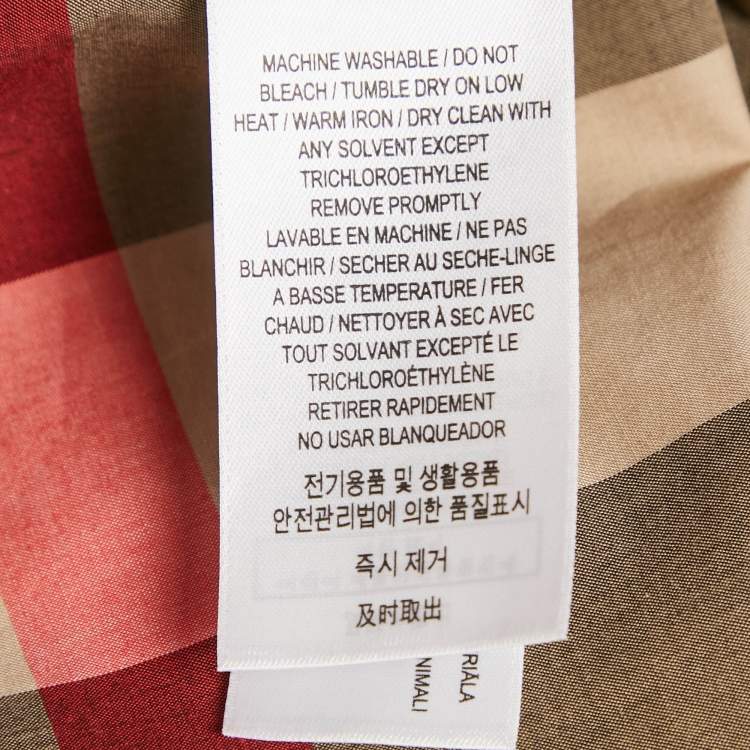 MACHINE WASHABLE / DO NOT
BLEACH / TUMBLE DRY ON LOW
HEAT / WARM IRON / DRY CLEAN WITH
ANY SOLVENT EXCEPT
TRICHLOROETHYLENE
REMOVE PROMPTLY
LAVABLE EN MACHINE / NE PAS
BLANCHIR / SECHER AU SECHE-LINGE
A BASSE TEMPERATURE / FER
CHAUD / NETTOYER À SEC AVEC
TOUT SOLVANT EXCEPTÉ LE
TRICHLOROÉTHYLÈNE
RETIRER RAPIDEMENT
NO USAR BLANQUEADOR
전기용품 및 생활용품
안전관리법에 의한 품질표시
즉시 제거
及时取出
RIĀLA
NIMALI